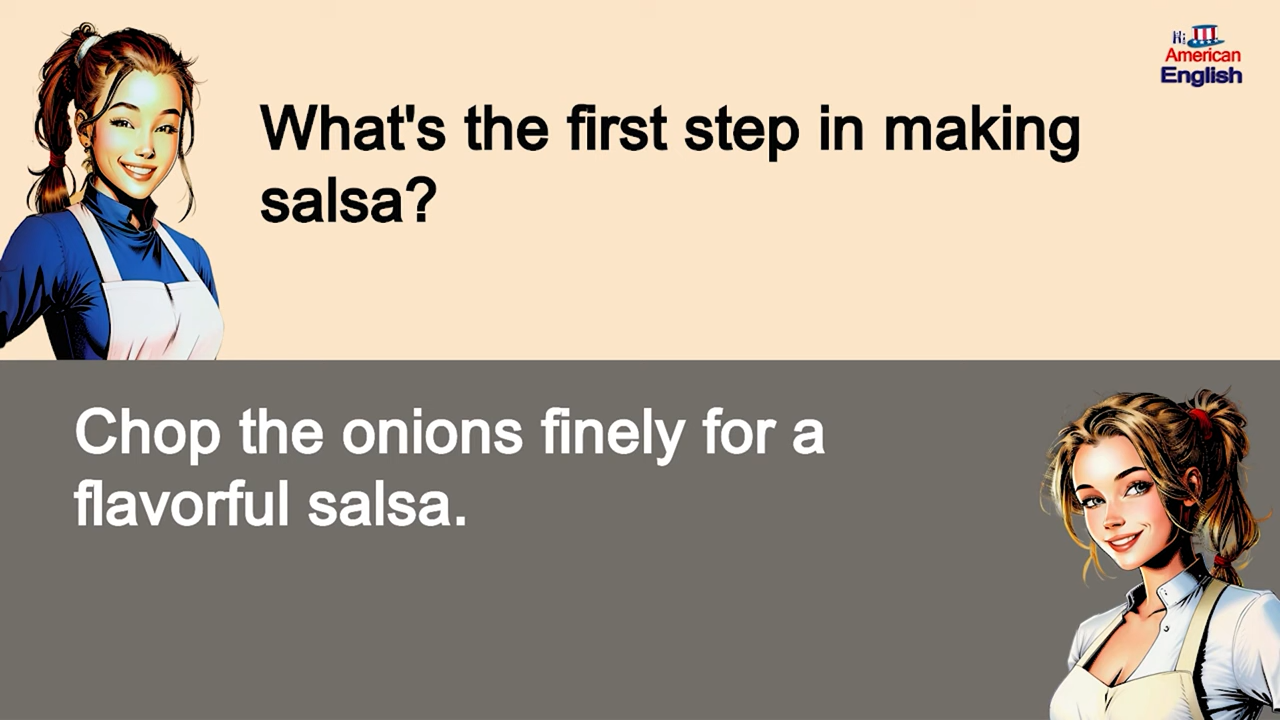 Hi
American
English
What's the first step in making
salsa?
Chop the onions finely for a
flavorful salsa.